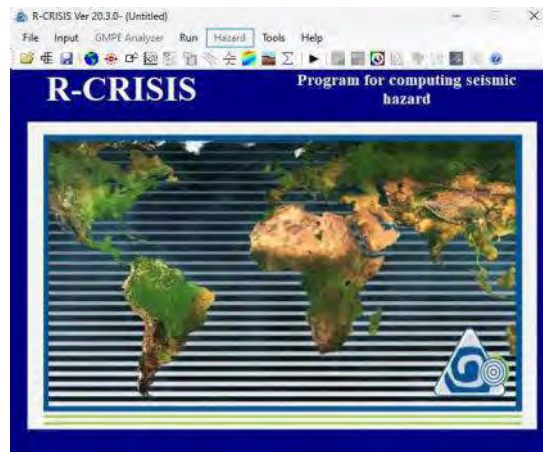 R-CRISIS Ver 20.3.0- (Untitled)
File Input GMPE Analyzer Run Hazard Tools Help
R-CRISIS
Program for computing seismic
hazard